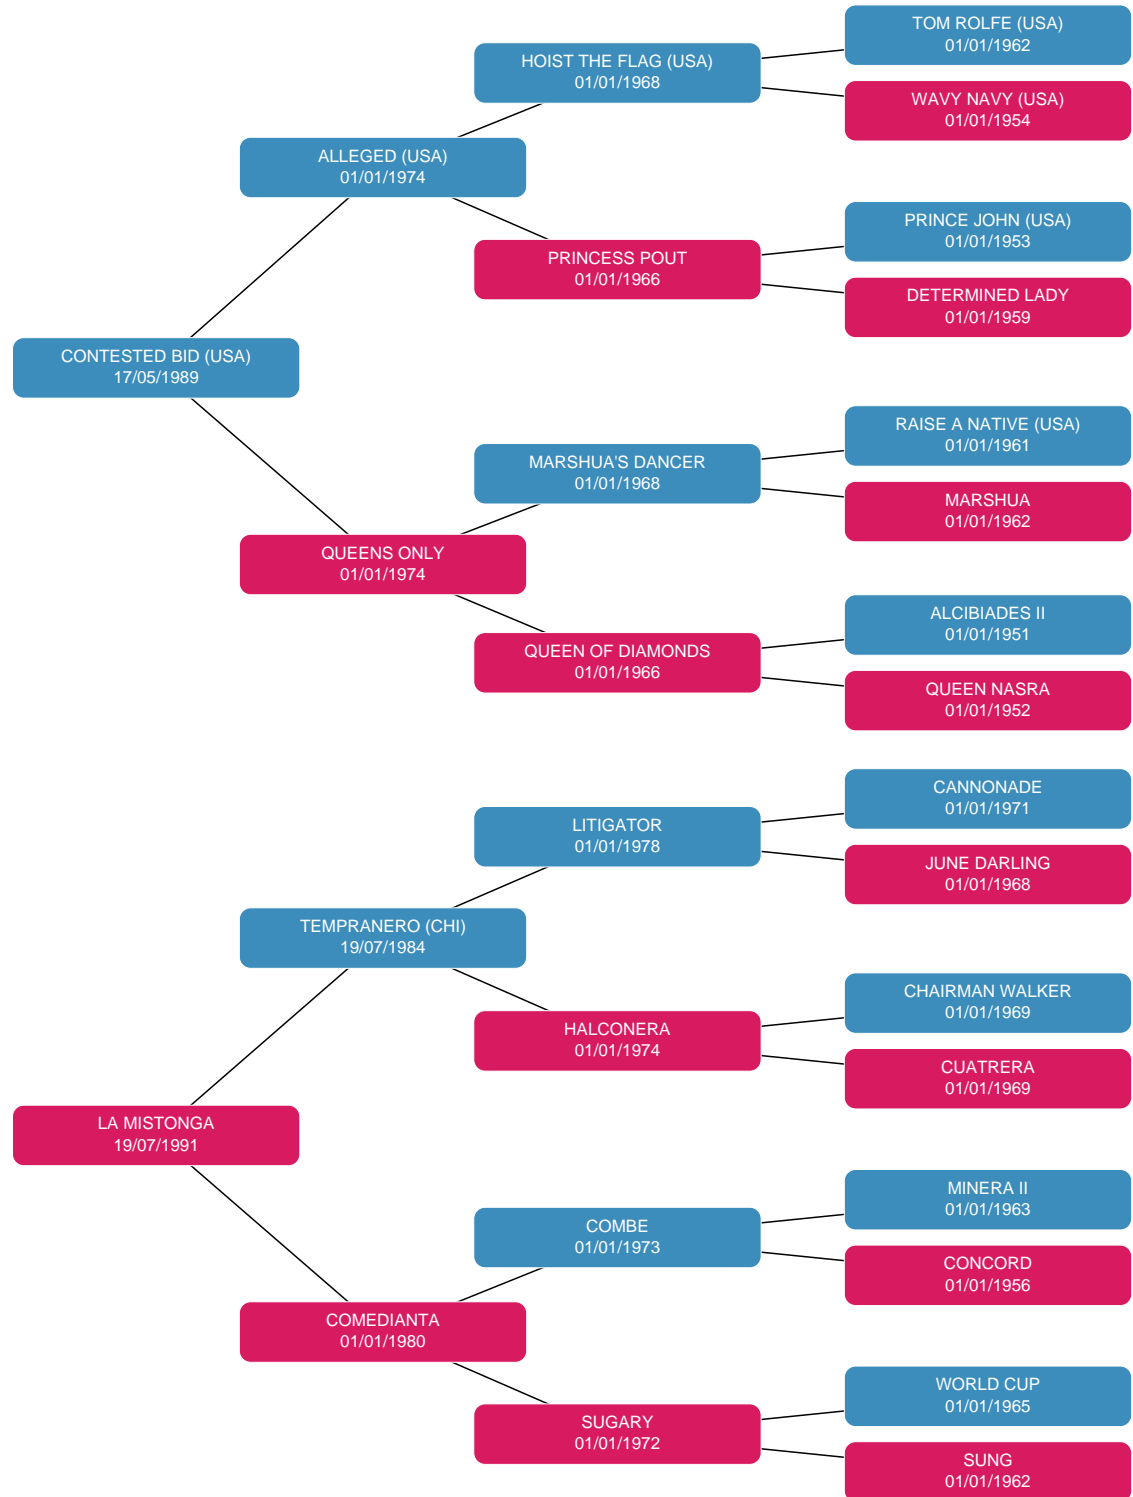 TOM ROLFE (USA)
01/01/1962
HOIST THE FLAG (USA)
01/01/1968
WAVY NAVY (USA)
01/01/1954
ALLEGED (USA)
01/01/1974
PRINCE JOHN (USA)
01/01/1953
PRINCESS POUT
01/01/1966
DETERMINED LADY
01/01/1959
CONTESTED BID (USA)
17/05/1989
RAISE A NATIVE (USA)
01/01/1961
MARSHUA'S DANCER
01/01/1968
MARSHUA
01/01/1962
QUEENS ONLY
01/01/1974
ALCIBIADES II
01/01/1951
QUEEN OF DIAMONDS
01/01/1966
QUEEN NASRA
01/01/1952
CANNONADE
01/01/1971
LITIGATOR
01/01/1978
JUNE DARLING
01/01/1968
TEMPRANERO (CHI)
19/07/1984
CHAIRMAN WALKER
01/01/1969
HALCONERA
01/01/1974
CUATRERA
01/01/1969
LA MISTONGA
19/07/1991
MINERA II
01/01/1963
COMBE
01/01/1973
CONCORD
01/01/1956
COMEDIANTA
01/01/1980
WORLD CUP
01/01/1965
SUGARY
01/01/1972
SUNG
01/01/1962